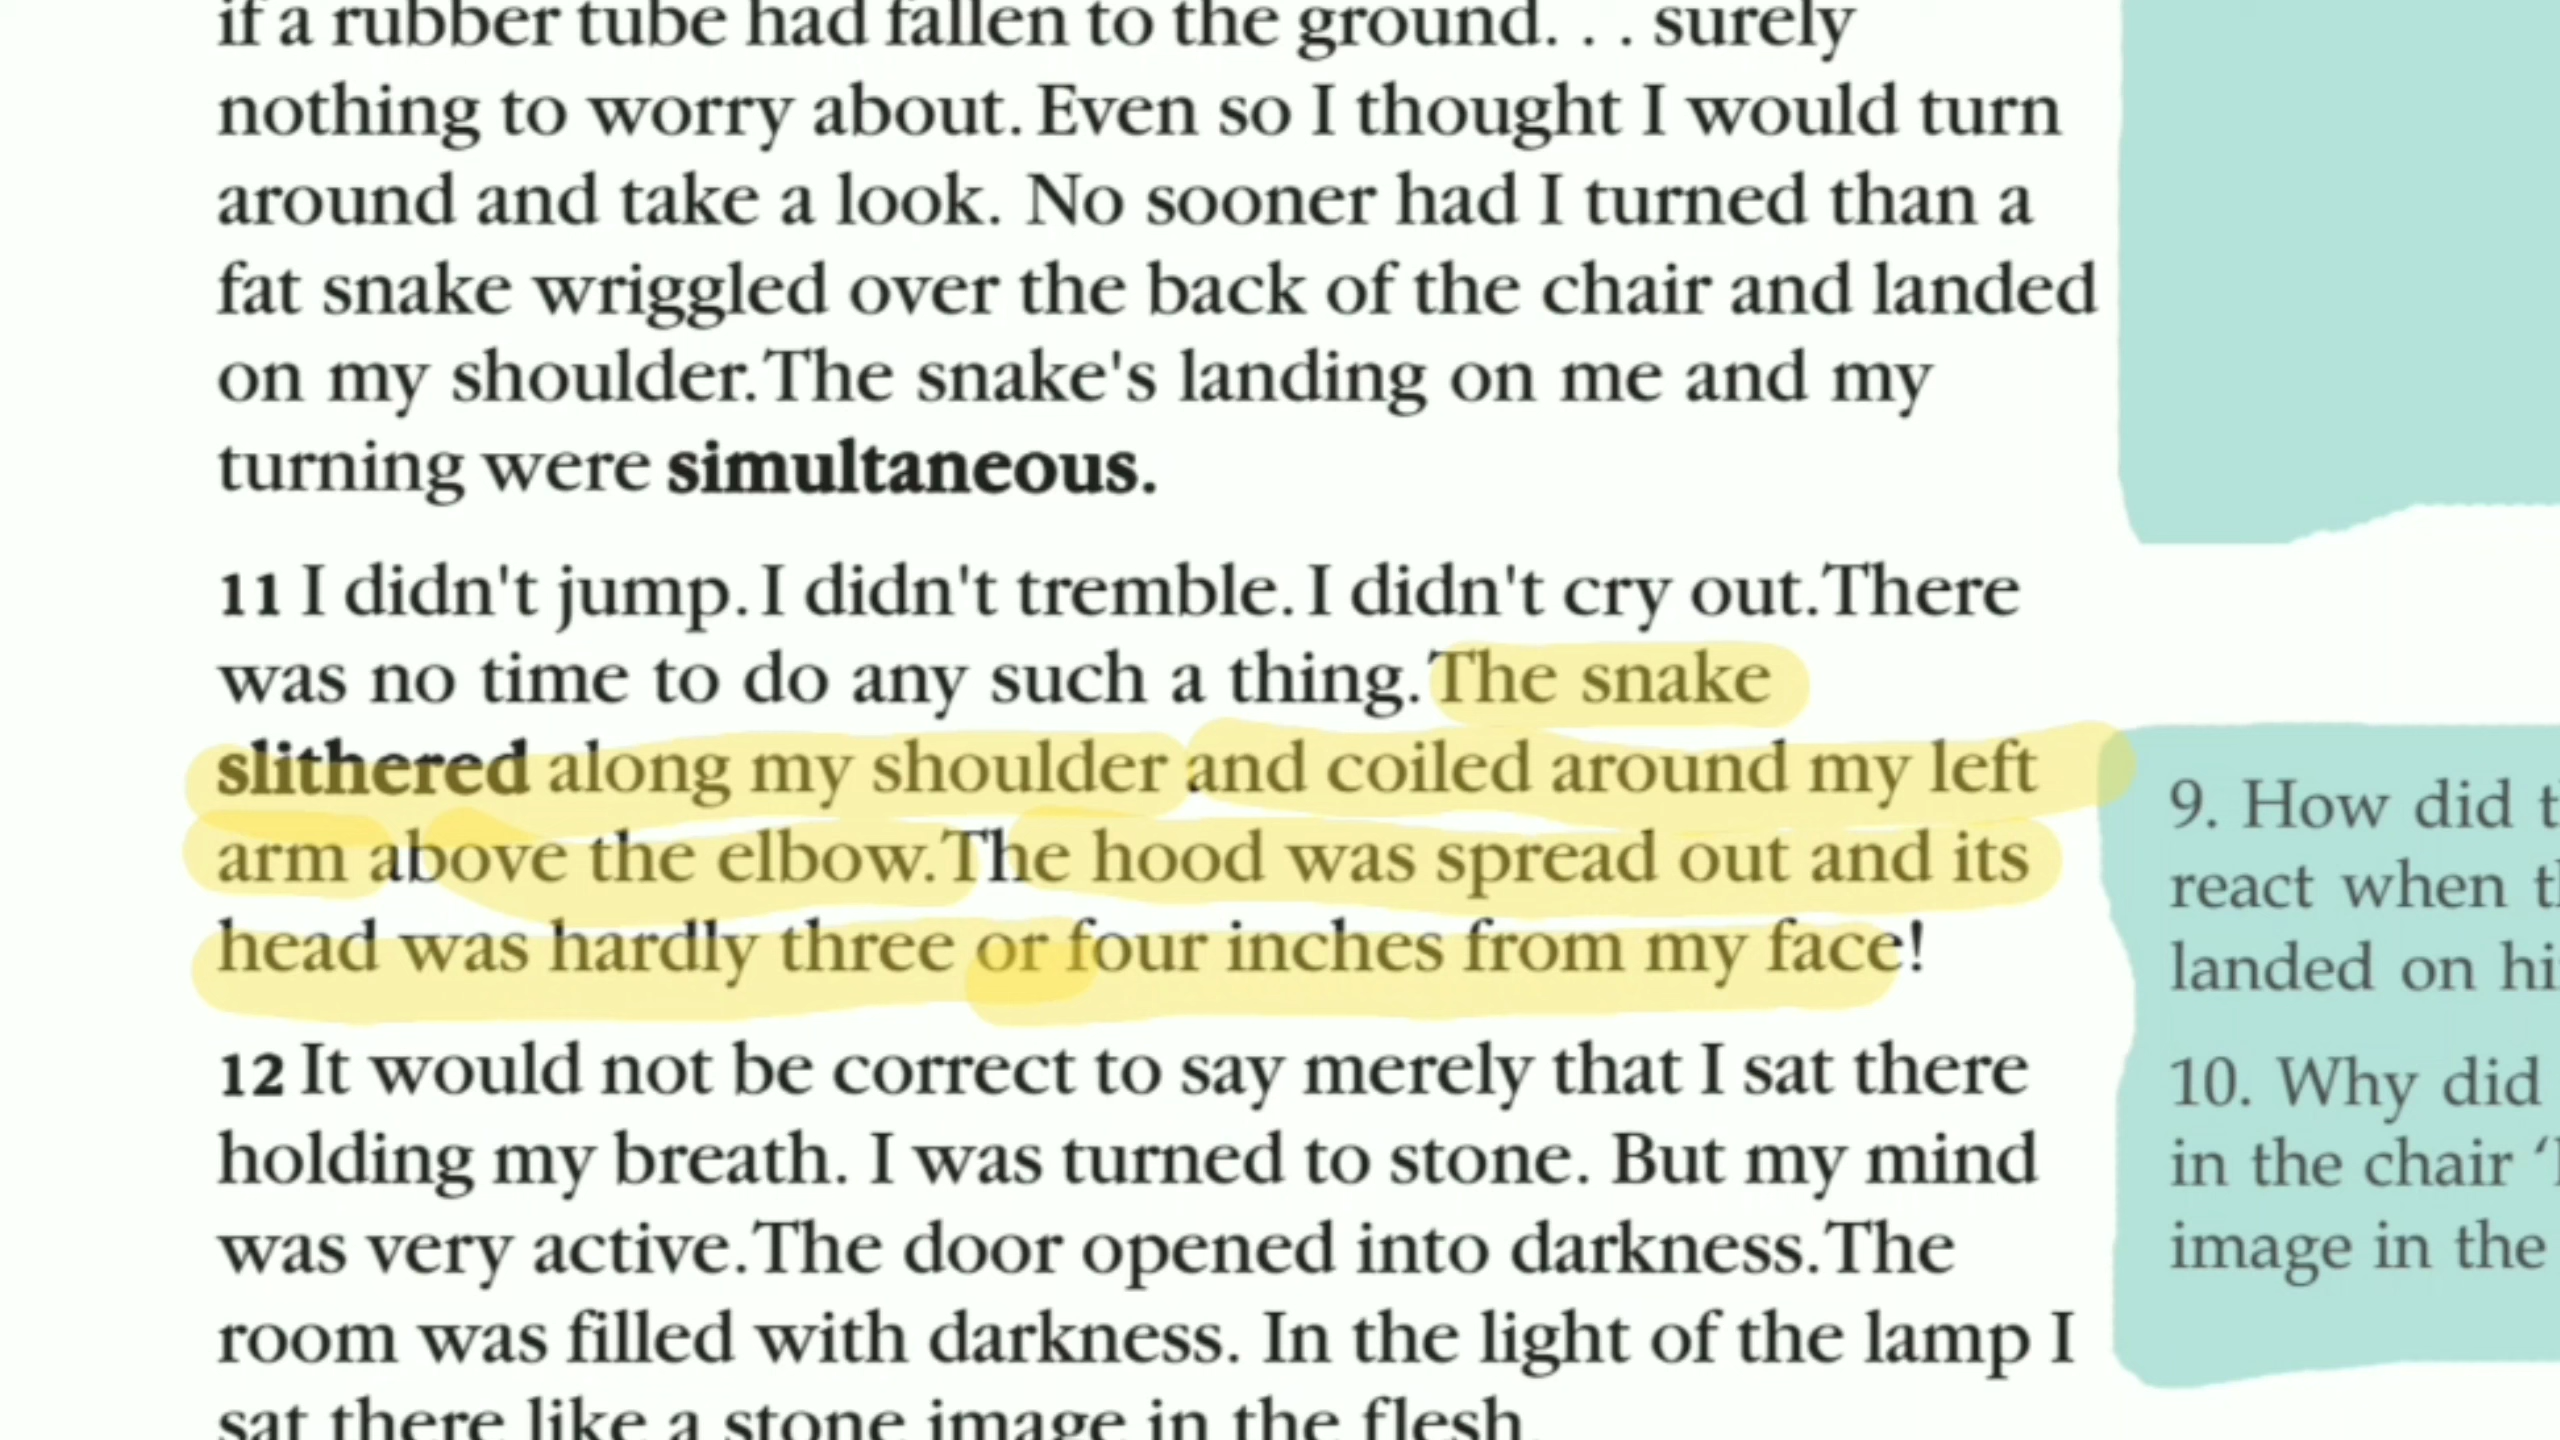 if a rubber tube had fallen to the ground. . . surely
nothing to worry about. Even so I thought I would turn
around and take a look. No sooner had I turned than a
fat snake wriggled over the back of the chair and landed
on my shoulder. The snake's landing on me and my
turning were simultaneous.
11 I didn't jump. I didn't tremble. I didn't cry out. There
was no time to do any such a thing. The snake
slithered along my shoulder and coiled around my left
arm above the elbow. The hood was spread out and its
head was hardly three or four inches from my face!
12 It would not be correct to say merely that I sat there
holding my breath. I was turned to stone. But my mind
was very active. The door opened into darkness. The
room was filled with darkness. In the light of the lamp I
sat there like a stone image in the flesh.
9. How did
react when
landed on
10. Why did
in the chair
image in the